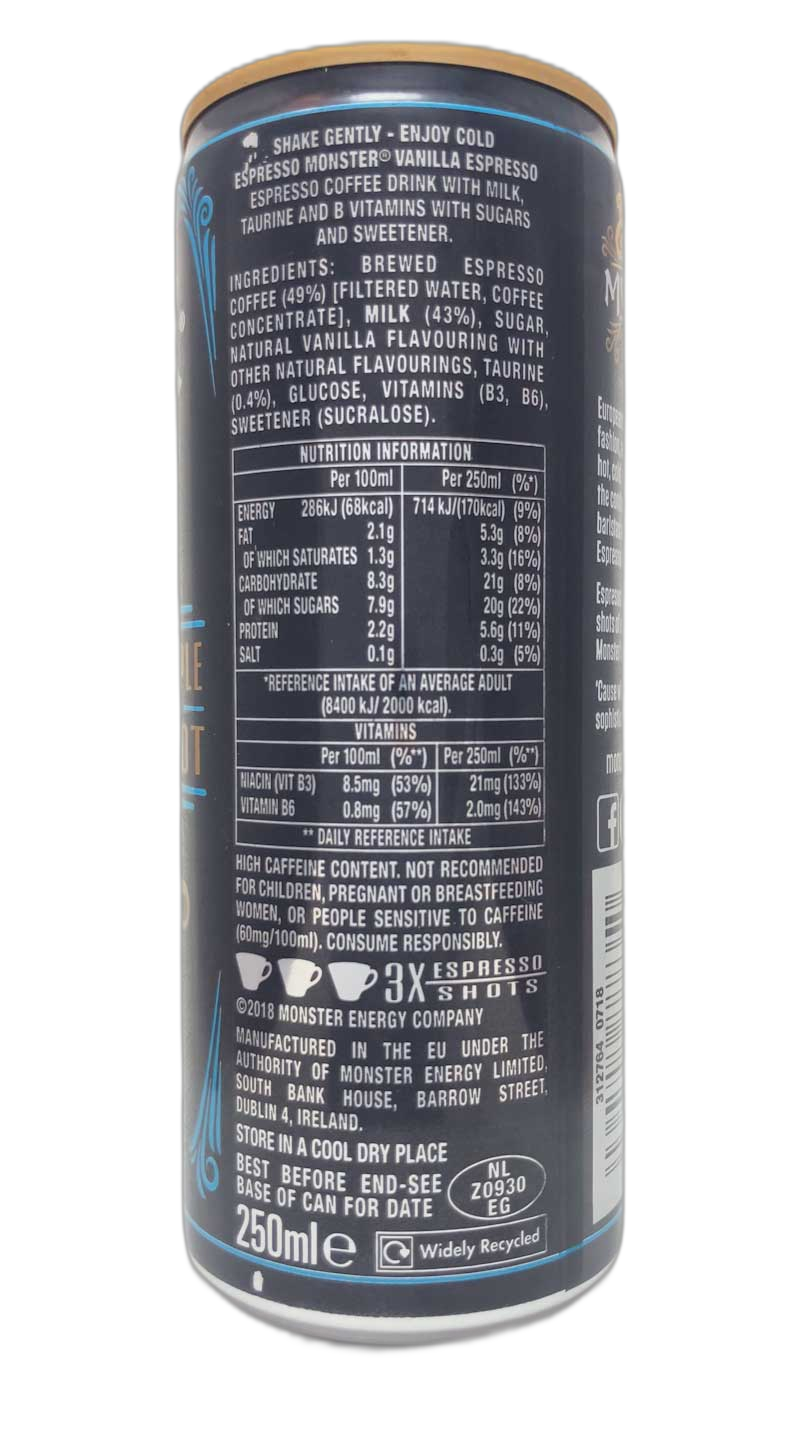 SHAKE GENTLY - ENJOY COLD
ESPRESSO MONSTER® VANILLA ESPRESSO
ESPRESSO COFFEE DRINK WITH MILK,
TAURINE AND B VITAMINS WITH SUGARS
AND SWEETENER.
INGREDIENTS: BREWED ESPRESSO
COFFEE (49%) [FILTERED WATER, COFFEE
CONCENTRATE], MILK (43%), SUGAR,
NATURAL VANILLA FLAVOURING WITH
OTHER NATURAL FLAVOURINGS, TAURINE
(0.4%), GLUCOSE, VITAMINS (B3, B6),
SWEETENER (SUCRALOSE).
NUTRITION INFORMATION
Per 100ml Per 250ml (%*)
ENERGY 286kJ (68kcal) 714 kJ/(170kcal) (9%)
FAT 2.1g 5.3g (8%)
OF WHICH SATURATES 1.3g 3.3g (16%)
CARBOHYDRATE 8.3g 21g (8%)
OF WHICH SUGARS 7.9g 20g (22%)
PROTEIN 2.2g 5.6g (11%)
SALT 0.1g 0.3g (5%)
*REFERENCE INTAKE OF AN AVERAGE ADULT
(8400 kJ/ 2000 kcal).
VITAMINS
Per 100ml (%**) Per 250ml (%**)
NIACIN (VIT B3) 8.5mg (53%) 21mg (133%)
VITAMIN B6 0.8mg (57%) 2.0mg (143%)
** DAILY REFERENCE INTAKE
HIGH CAFFEINE CONTENT. NOT RECOMMENDED
FOR CHILDREN, PREGNANT OR BREASTFEEDING
WOMEN, OR PEOPLE SENSITIVE TO CAFFEINE
(60mg/100ml). CONSUME RESPONSIBLY.
3X ESPRESSO
SHOTS
©2018 MONSTER ENERGY COMPANY
MANUFACTURED IN THE EU UNDER THE
AUTHORITY OF MONSTER ENERGY LIMITED,
SOUTH BANK HOUSE, BARROW STREET,
DUBLIN 4, IRELAND.
STORE IN A COOL DRY PLACE
BEST BEFORE END-SEE
BASE OF CAN FOR DATE
NL
Z0930
EG
250ml e
Widely Recycled
the
'Cause
312764 0718